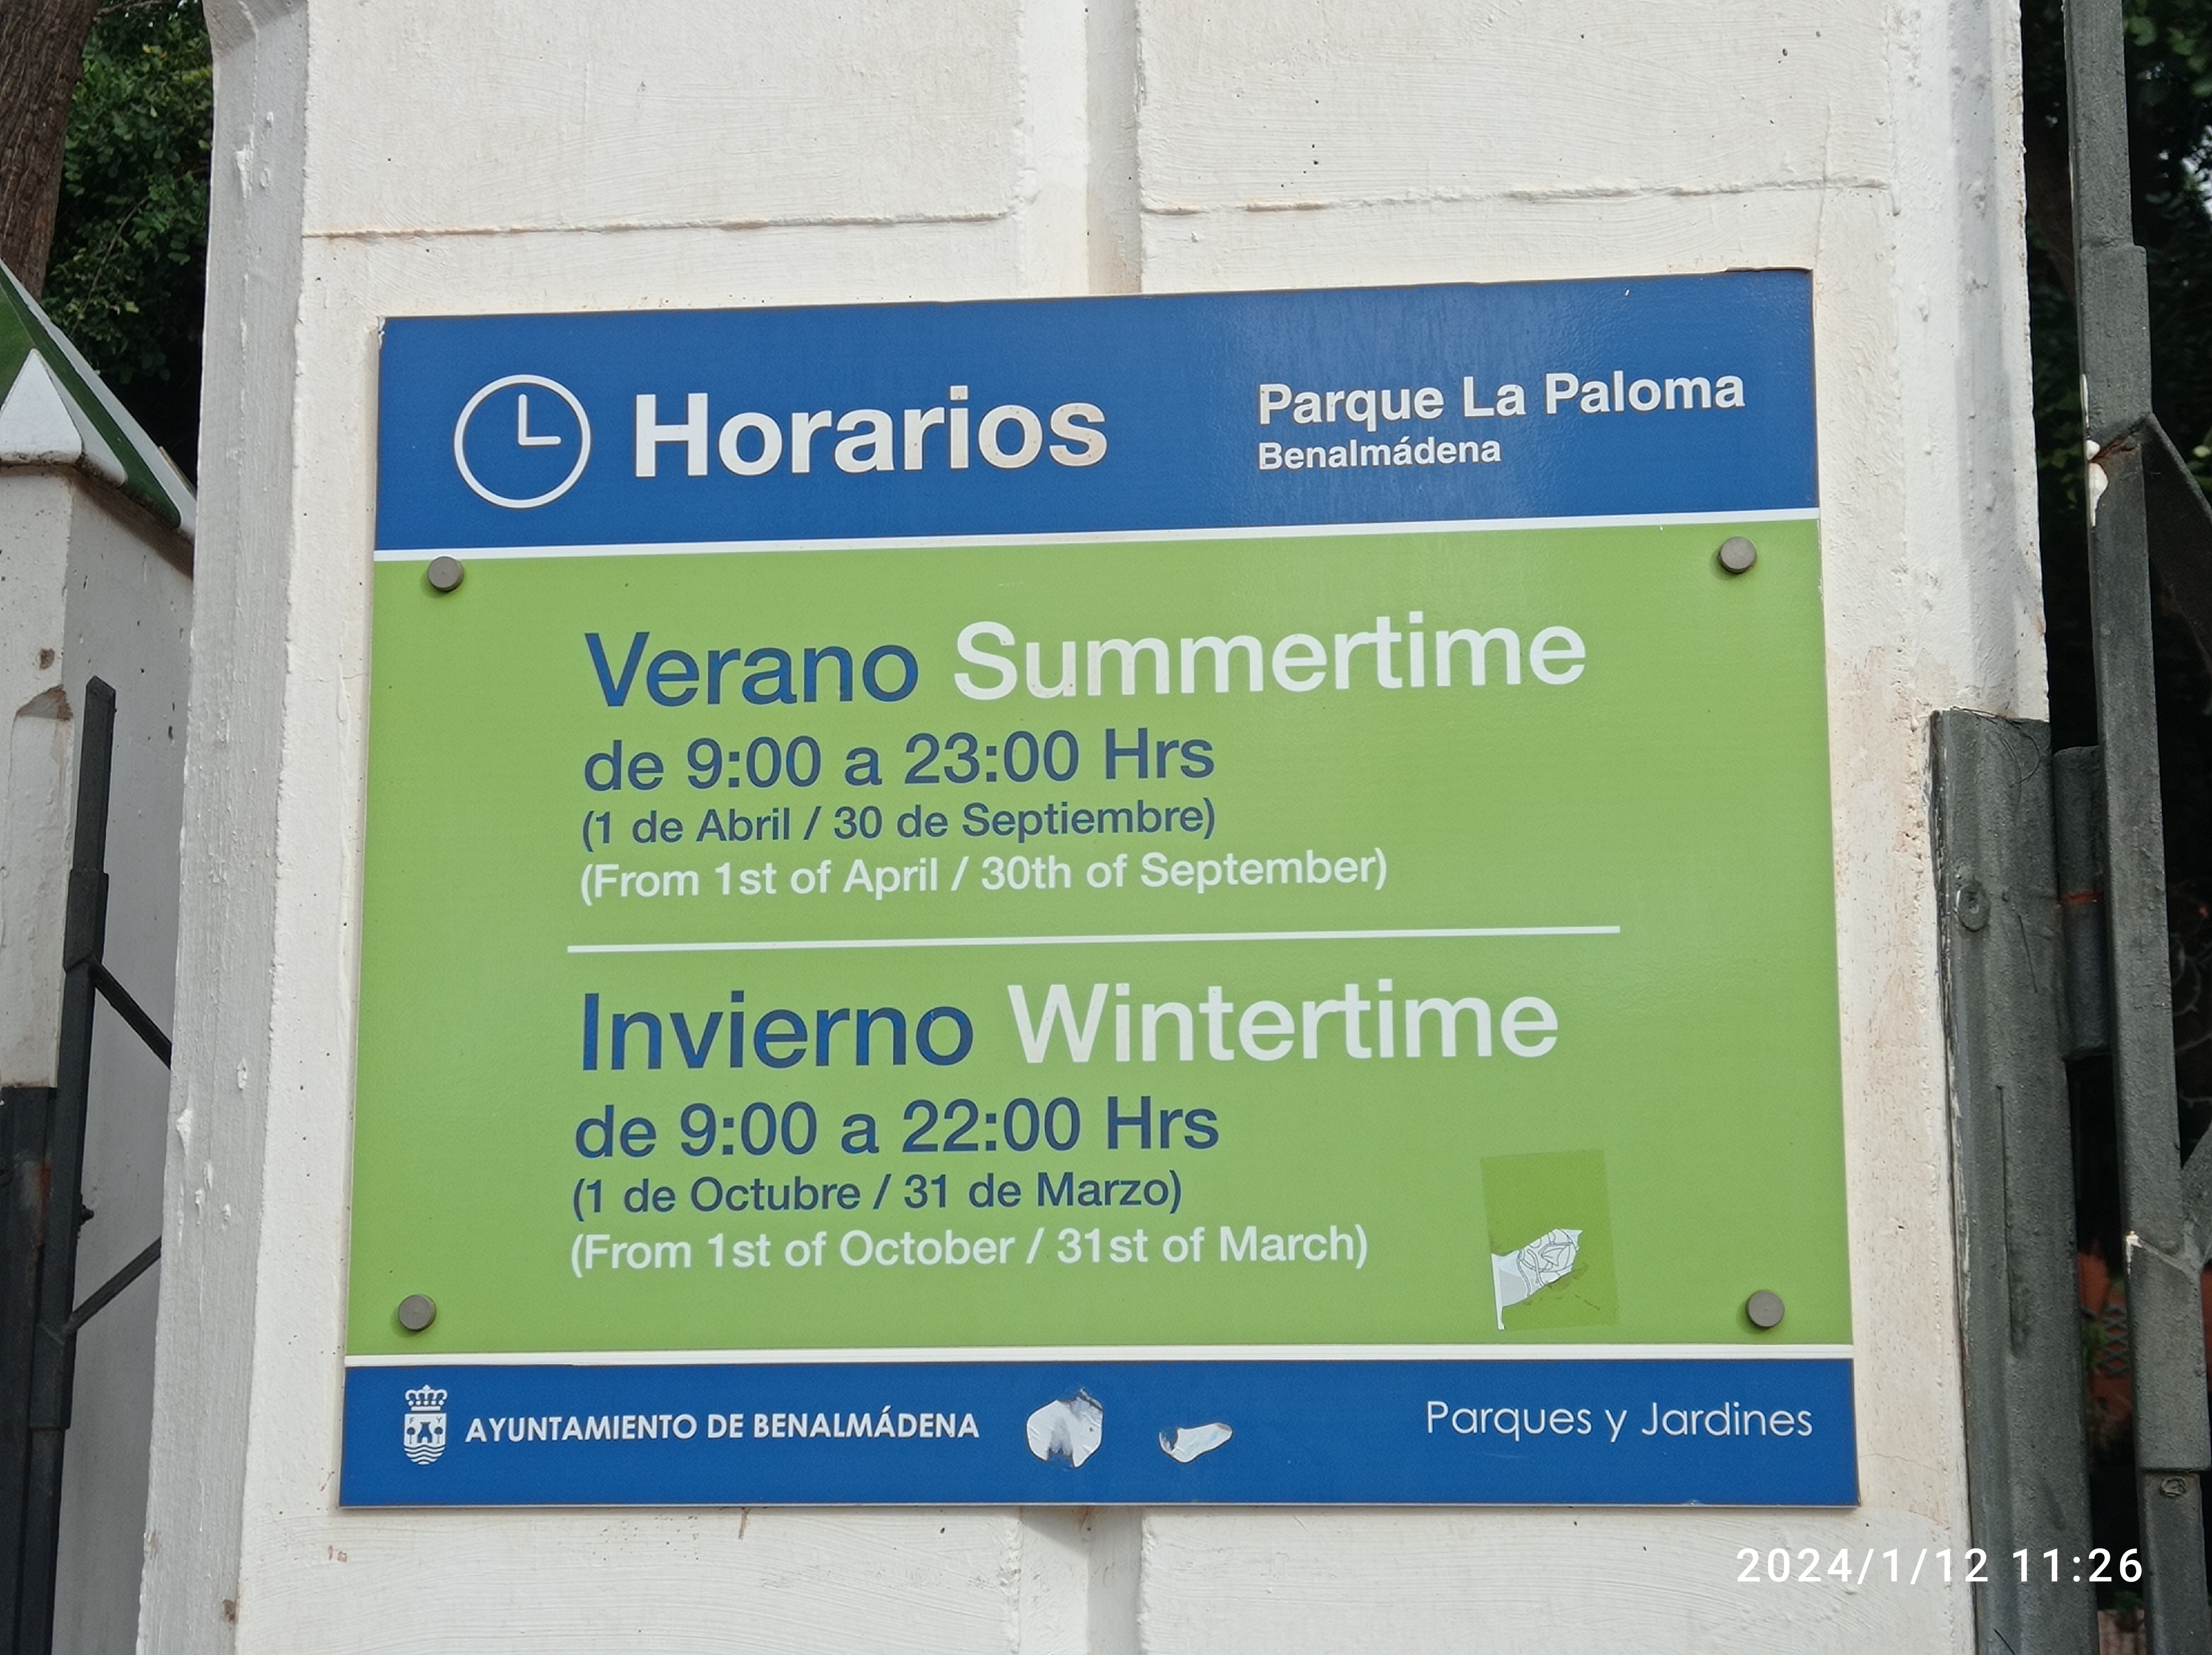 Horarios
Parque La Paloma
Benalmádena
Verano Summertime
de 9:00 a 23:00 Hrs
(1 de Abril / 30 de Septiembre)
(From 1st of April / 30th of September)
Invierno Wintertime
de 9:00 a 22:00 Hrs
(1 de Octubre / 31 de Marzo)
(From 1st of October / 31st of March)
AYUNTAMIENTO DE BENALMÁDENA
Parques y Jardines
2024/1/12 11:26